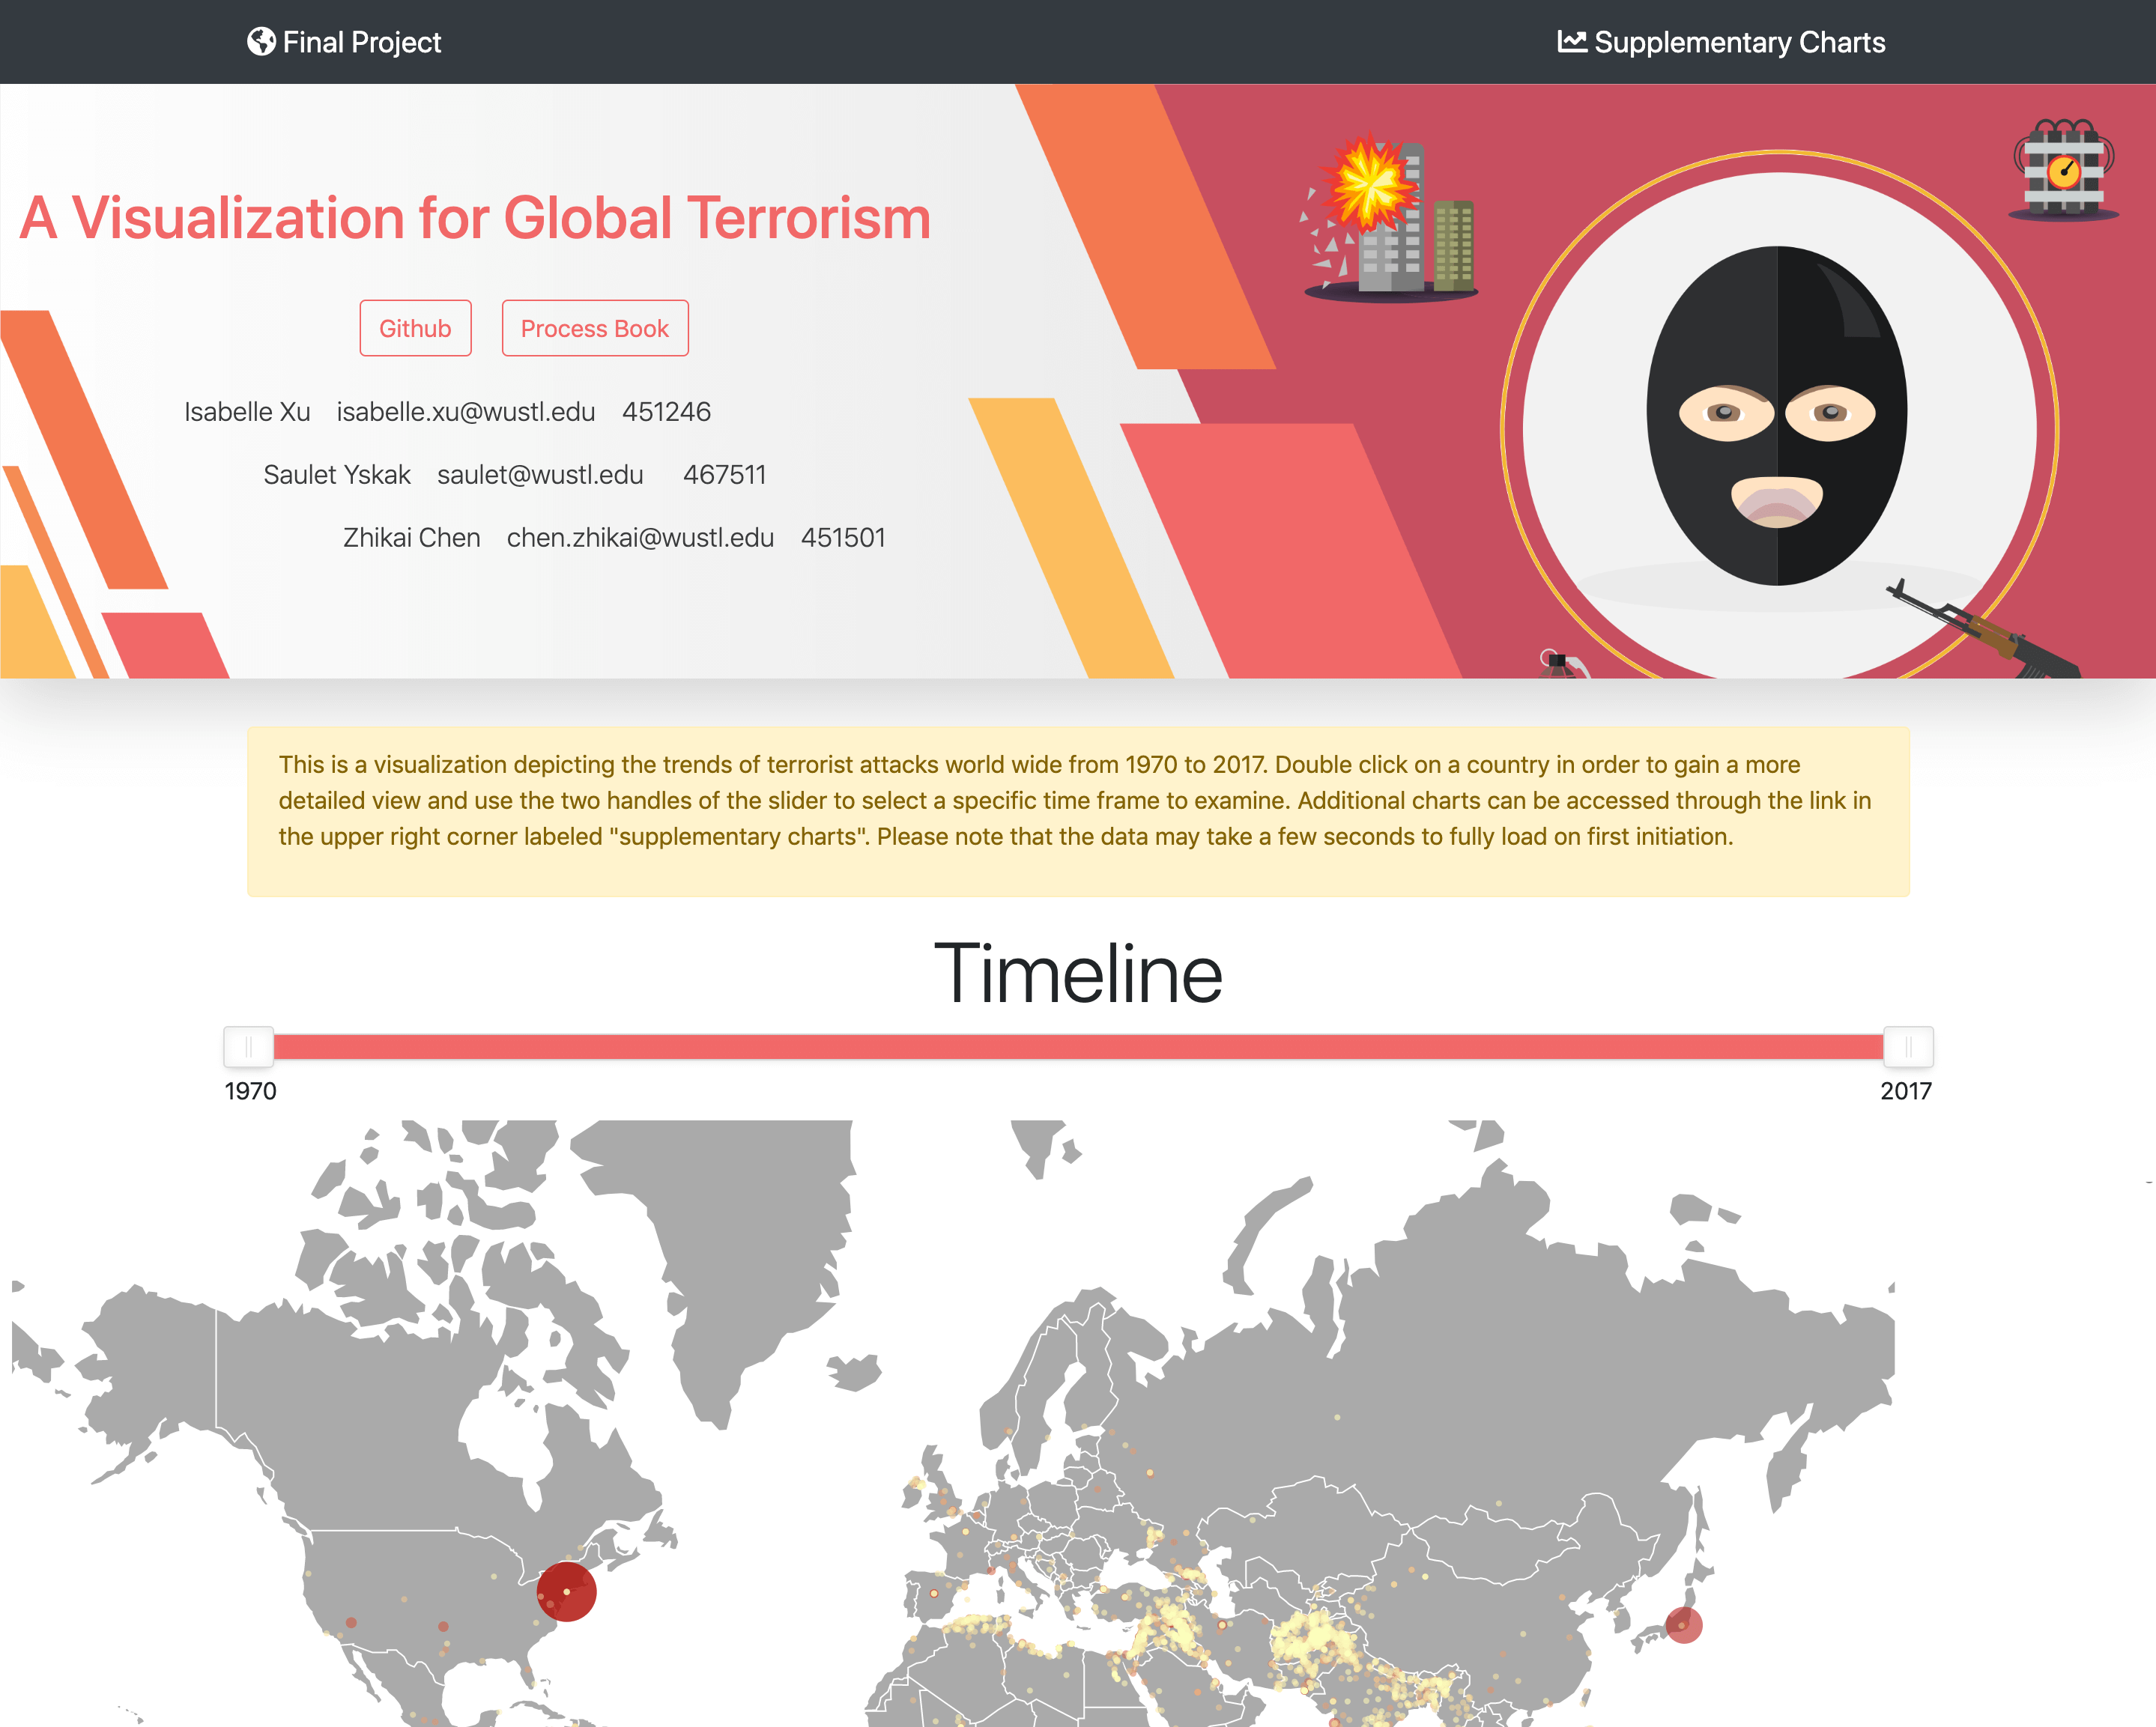 Final Project
Supplementary Charts
A Visualization for Global Terrorism
Github
Process Book
Isabelle Xu isabelle.xu@wustl.edu 451246
Saulet Yskak saulet@wustl.edu 467511
Zhikai Chen chen.zhikai@wustl.edu 451501
This is a visualization depicting the trends of terrorist attacks world wide from 1970 to 2017. Double click on a country in order to gain a more
detailed view and use the two handles of the slider to select a specific time frame to examine. Additional charts can be accessed through the link in
the upper right corner labeled "supplementary charts". Please note that the data may take a few seconds to fully load on first initiation.
Timeline
1970
2017